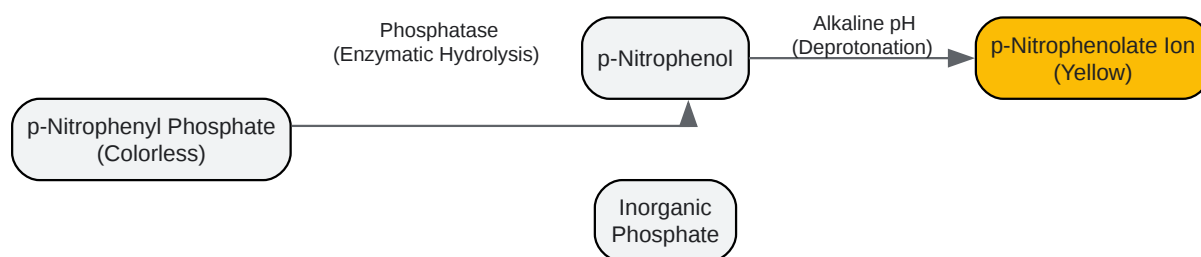 Phosphatase
(Enzymatic Hydrolysis)
p-Nitrophenol
Alkaline pH
(Deprotonation)
p-Nitrophenolate Ion
(Yellow)
p-Nitrophenyl Phosphate
(Colorless)
Inorganic
Phosphate